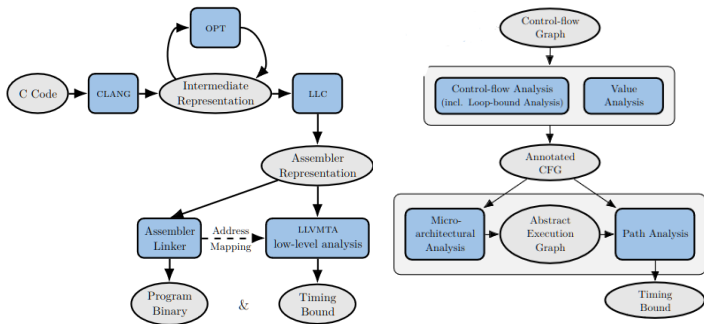 OPT
C Code
CLANG
Intermediate
Representation
LLC
Assembler
Representation
Assembler
Linker
Address
Mapping
LLVMTA
low-level analysis
Program
Binary
&
Timing
Bound
Control-flow
Graph
Control-flow Analysis
(incl. Loop-bound Analysis)
Value
Analysis
Annotated
CFG
Micro-
architectural
Analysis
Abstract
Execution
Graph
Path Analysis
Timing
Bound